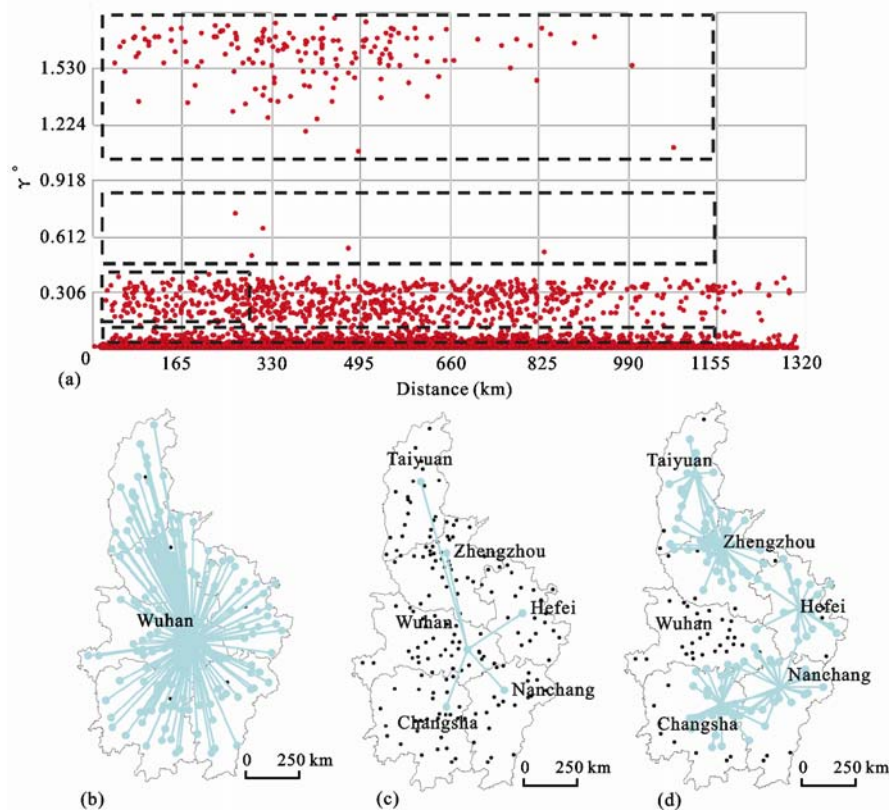 1.530
1.224
0.918
γ°
0.612
0.306
0 165 330 495 660 825 990 1155 1320
Distance (km)
(a)
Wuhan
0 250 km
(b)
Taiyuan
Zhengzhou
Hefei
Wuhan
Nanchang
Changsha
0 250 km
(c)
Taiyuan
Zhengzhou
Hefei
Wuhan
Nanchang
Changsha
0 250 km
(d)